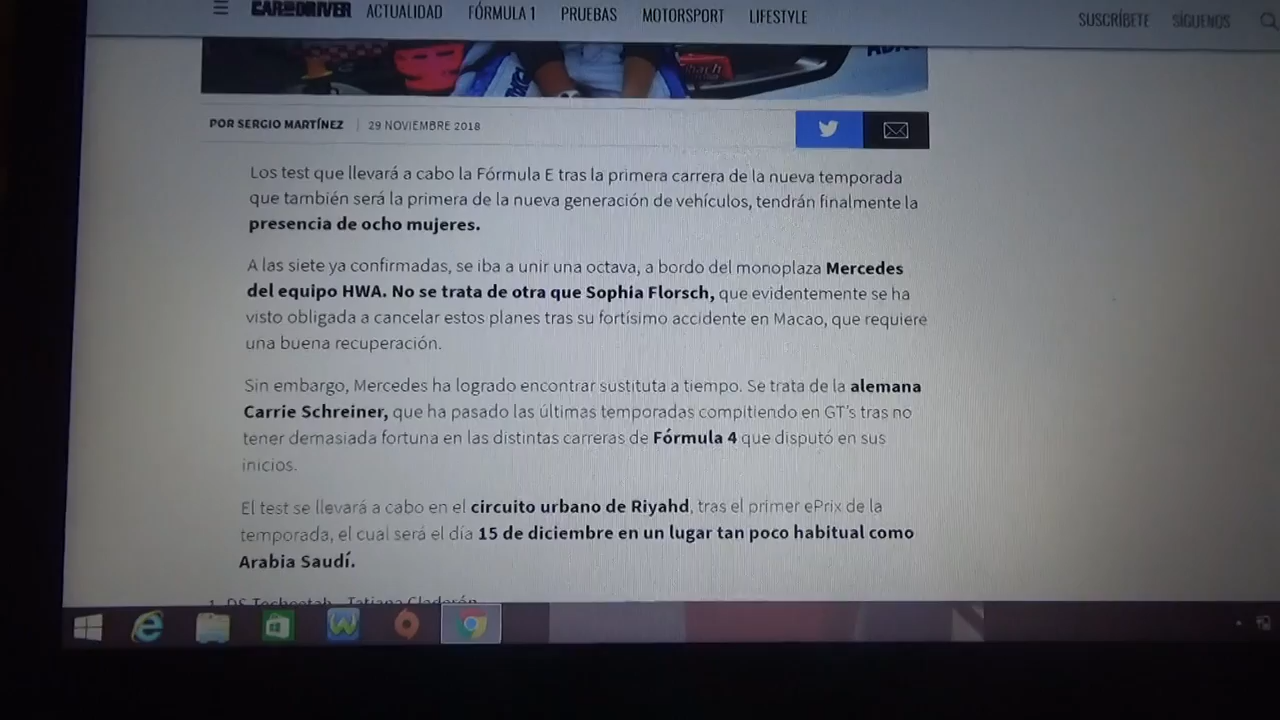 CAR AND DRIVER ACTUALIDAD FÓRMULA 1 PRUEBAS MOTORSPORT LIFESTYLE SUSCRÍBETE SÍGUENOS
POR SERGIO MARTÍNEZ | 29 NOVIEMBRE 2018
Los test que llevará a cabo la Fórmula E tras la primera carrera de la nueva temporada
que también será la primera de la nueva generación de vehículos, tendrán finalmente la
presencia de ocho mujeres.
A las siete ya confirmadas, se iba a unir una octava, a bordo del monoplaza Mercedes
del equipo HWA. No se trata de otra que Sophia Florsch, que evidentemente se ha
visto obligada a cancelar estos planes tras su fortísimo accidente en Macao, que requiere
una buena recuperación.
Sin embargo, Mercedes ha logrado encontrar sustituta a tiempo. Se trata de la alemana
Carrie Schreiner, que ha pasado las últimas temporadas compitiendo en GT's tras no
tener demasiada fortuna en las distintas carreras de Fórmula 4 que disputó en sus
inicios.
El test se llevará a cabo en el circuito urbano de Riyahd, tras el primer ePrix de la
temporada, el cual será el día 15 de diciembre en un lugar tan poco habitual como
Arabia Saudí.